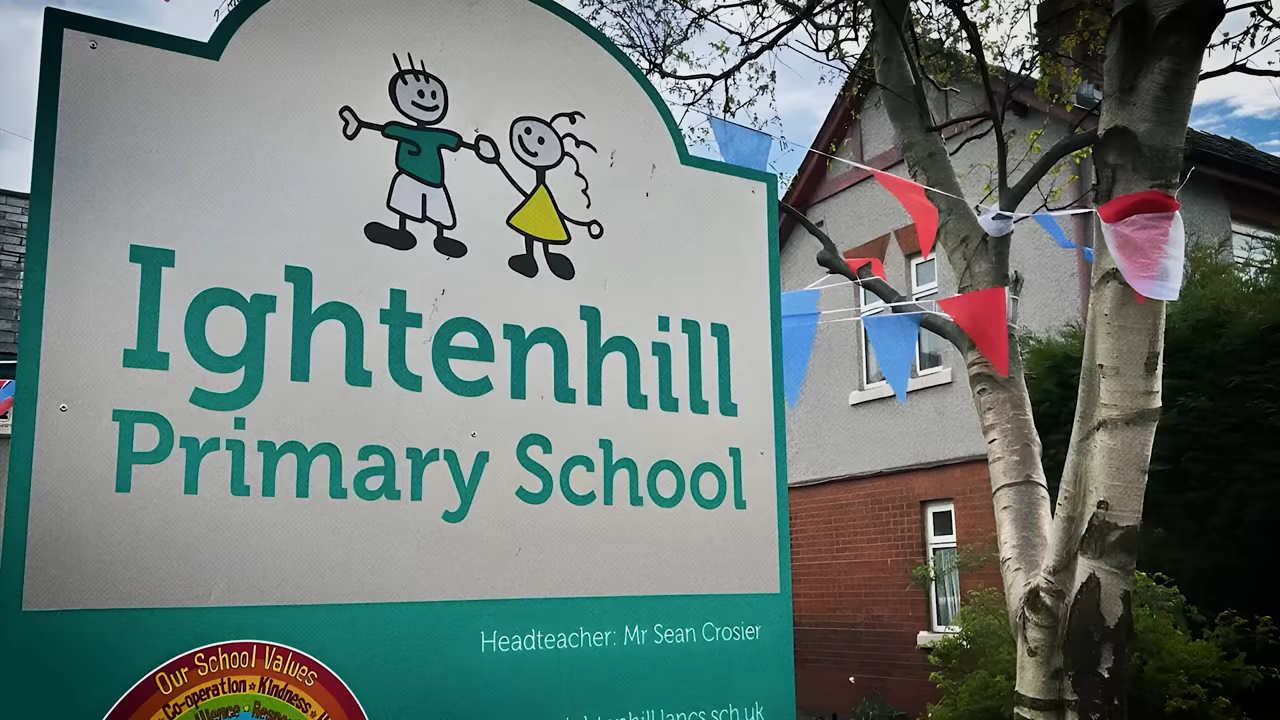 Ightenhill
Primary School
Headteacher: Mr Sean Crosier
Our School Values
Co-operation Kindness